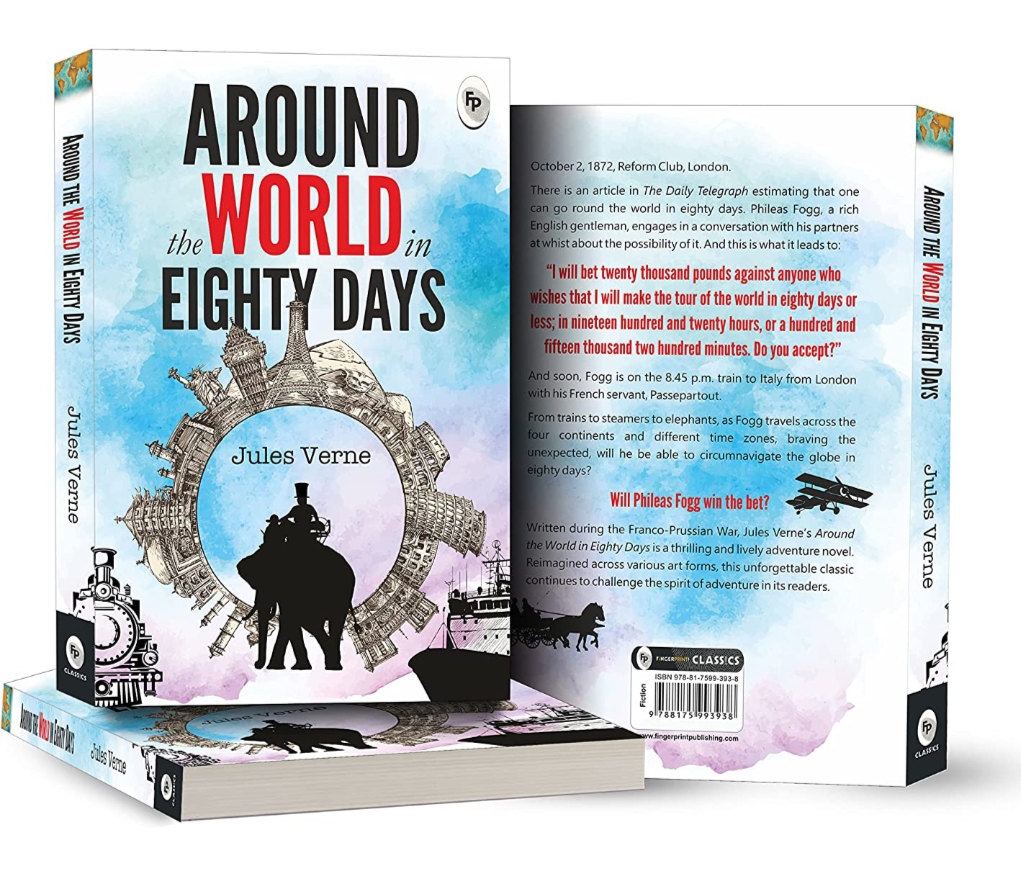 AROUND
the WORLD in
EIGHTY DAYS
Jules Verne
FP
AROUND THE WORLD IN EIGHTY DAYS
Jules Verne
FP
CLASSICS
October 2, 1872, Reform Club, London.
There is an article in The Daily Telegraph estimating that one
can go round the world in eighty days. Phileas Fogg, a rich
English gentleman, engages in a conversation with his partners
at whist about the possibility of it. And this is what it leads to:
“I will bet twenty thousand pounds against anyone who
wishes that I will make the tour of the world in eighty days or
less; in nineteen hundred and twenty hours, or a hundred and
fifteen thousand two hundred minutes. Do you accept?”
And soon, Fogg is on the 8.45 p.m. train to Italy from London
with his French servant, Passepartout.
From trains to steamers to elephants, as Fogg travels across the
four continents and different time zones, braving the
unexpected, will he be able to circumnavigate the globe in
eighty days?
Will Phileas Fogg win the bet?
Written during the Franco-Prussian War, Jules Verne’s Around
the World in Eighty Days is a thrilling and lively adventure novel.
Reimagined across various art forms, this unforgettable classic
continues to challenge the spirit of adventure in its readers.
FP FINGERPRINT! CLASSICS
ISBN 978-81-7599-393-8
Fiction
9 788175 993938
www.fingerprintpublishing.com
AROUND THE WORLD IN EIGHTY DAYS
Jules Verne
FP
CLASSICS
Jules Verne
AROUND THE WORLD IN EIGHTY DAYS
Jules Verne
FP
CLASSICS